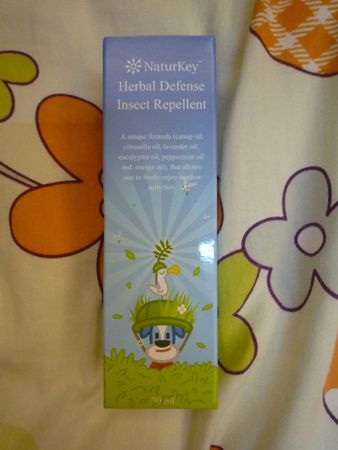 NaturKey™
Herbal Defense
Insect Repellent
A unique formula (catnip oil,
citronella oil, lavender oil,
eucalyptus oil, peppermint oil
and orange oil), that allows
you to freely enjoy outdoor
activities.
70 ml